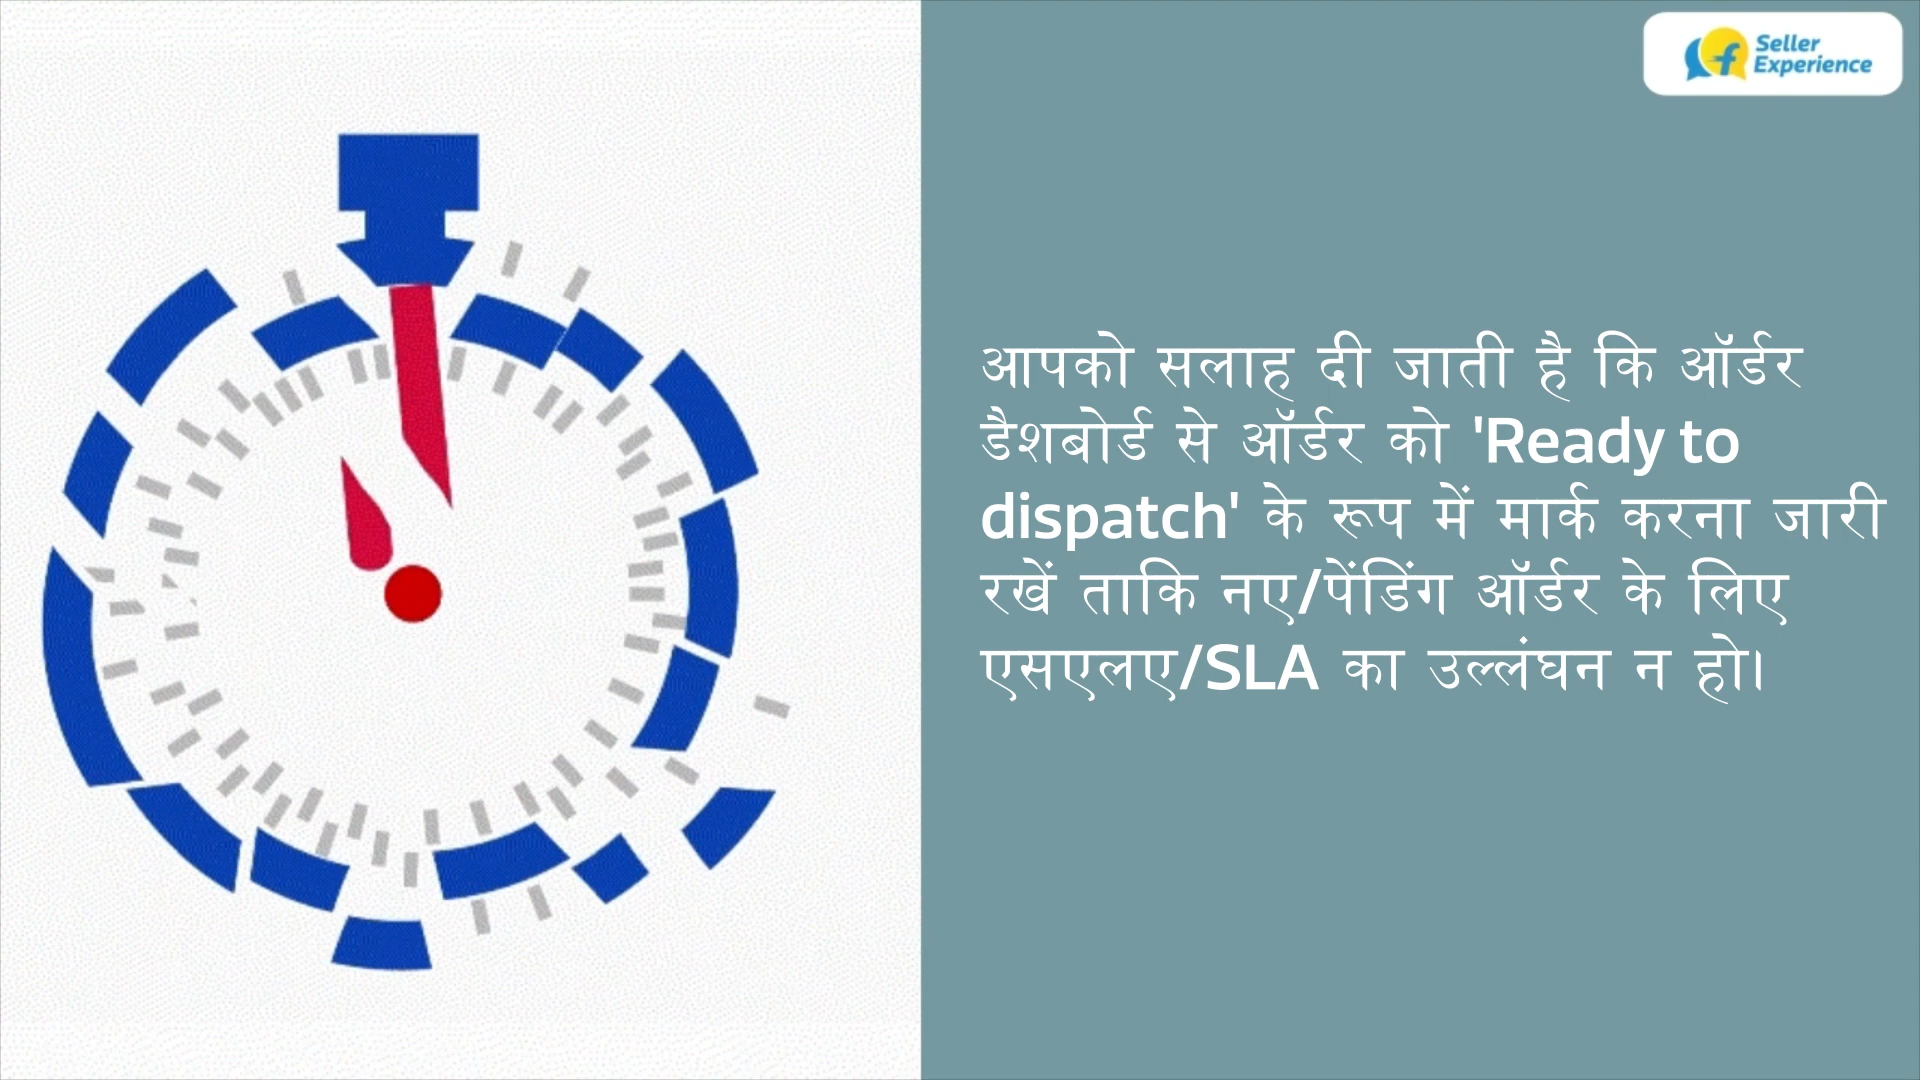 Seller
Experience
आपको सलाह दी जाती है कि ऑर्डर
डैशबोर्ड से ऑर्डर को 'Ready to
dispatch' के रूप में मार्क करना जारी
रखें ताकि नए/पेंडिंग ऑर्डर के लिए
एसएलए/SLA का उल्लंघन न हो।